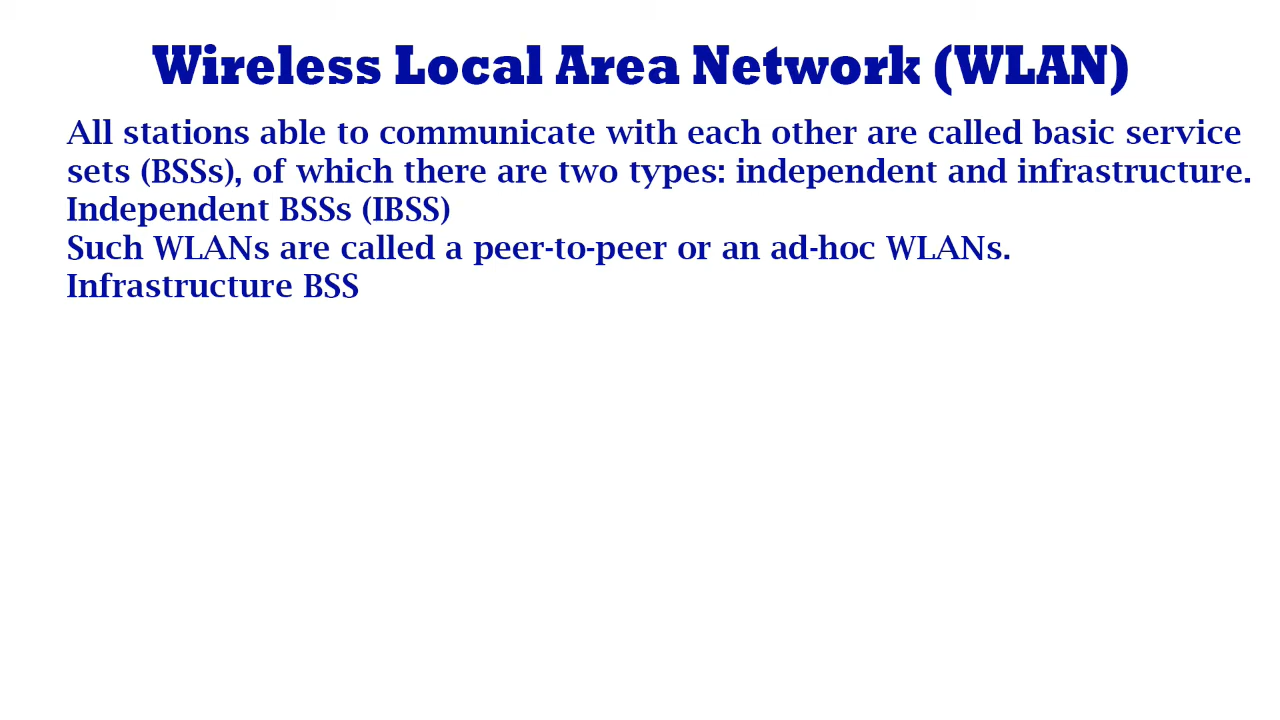 Wireless Local Area Network (WLAN)
All stations able to communicate with each other are called basic service
sets (BSSs), of which there are two types: independent and infrastructure.
Independent BSSs (IBSS)
Such WLANs are called a peer-to-peer or an ad-hoc WLANs.
Infrastructure BSS